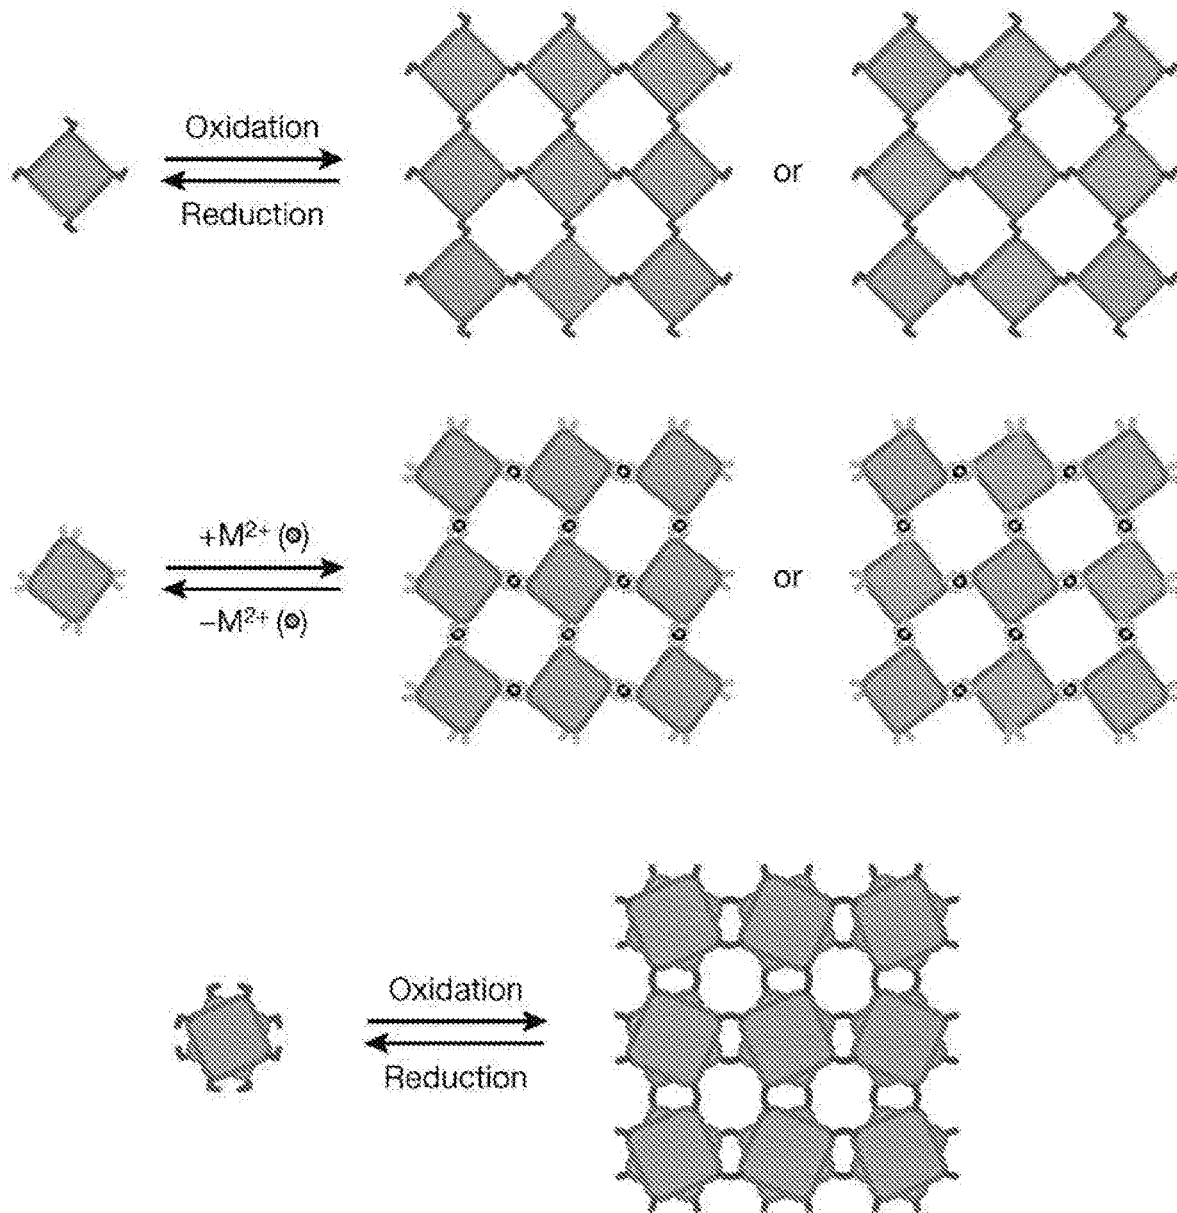 Oxidation
Reduction
or
+M²⁺ (o)
–M²⁺ (o)
or
Oxidation
Reduction